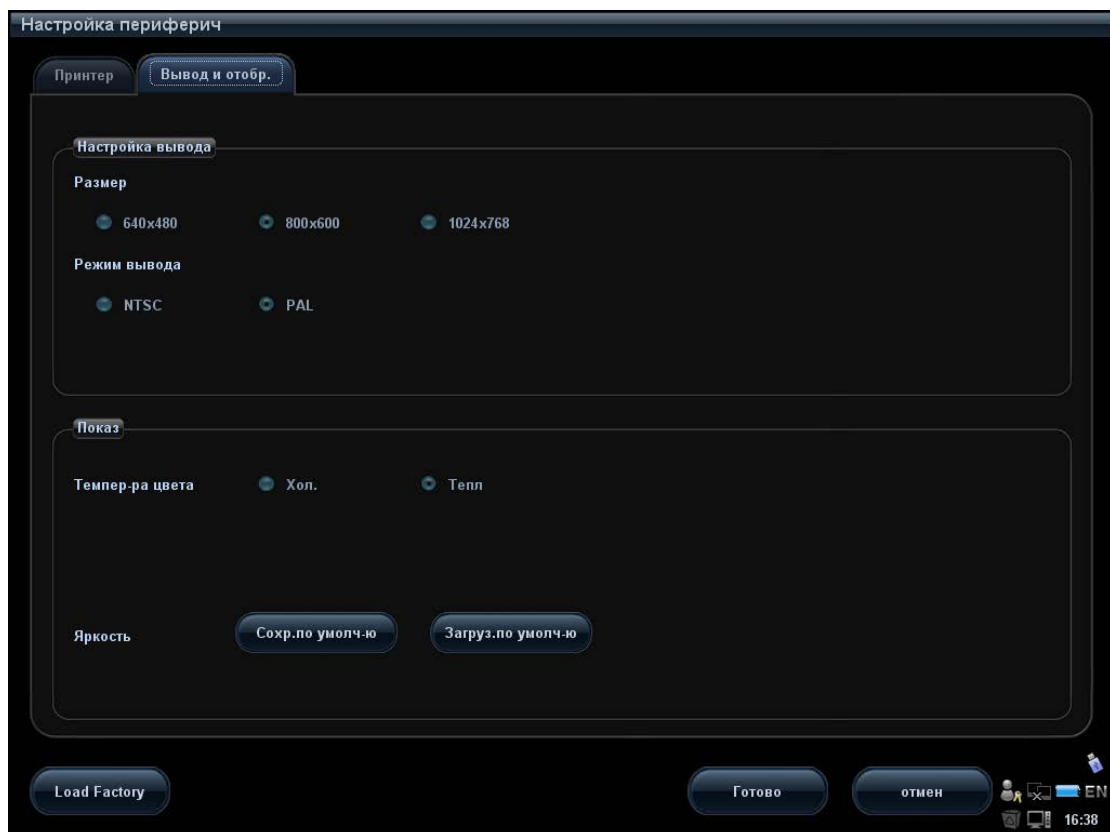 Настройка периферич
Принтер Вывод и отобр.
Настройка вывода
Размер
640x480 800x600 1024x768
Режим вывода
NTSC PAL
Показ
Темпер-ра цвета Хол. Тепл
Яркость Сохр.по умолч-ю Загруз.по умолч-ю
Load Factory Готово отмен EN
16:38